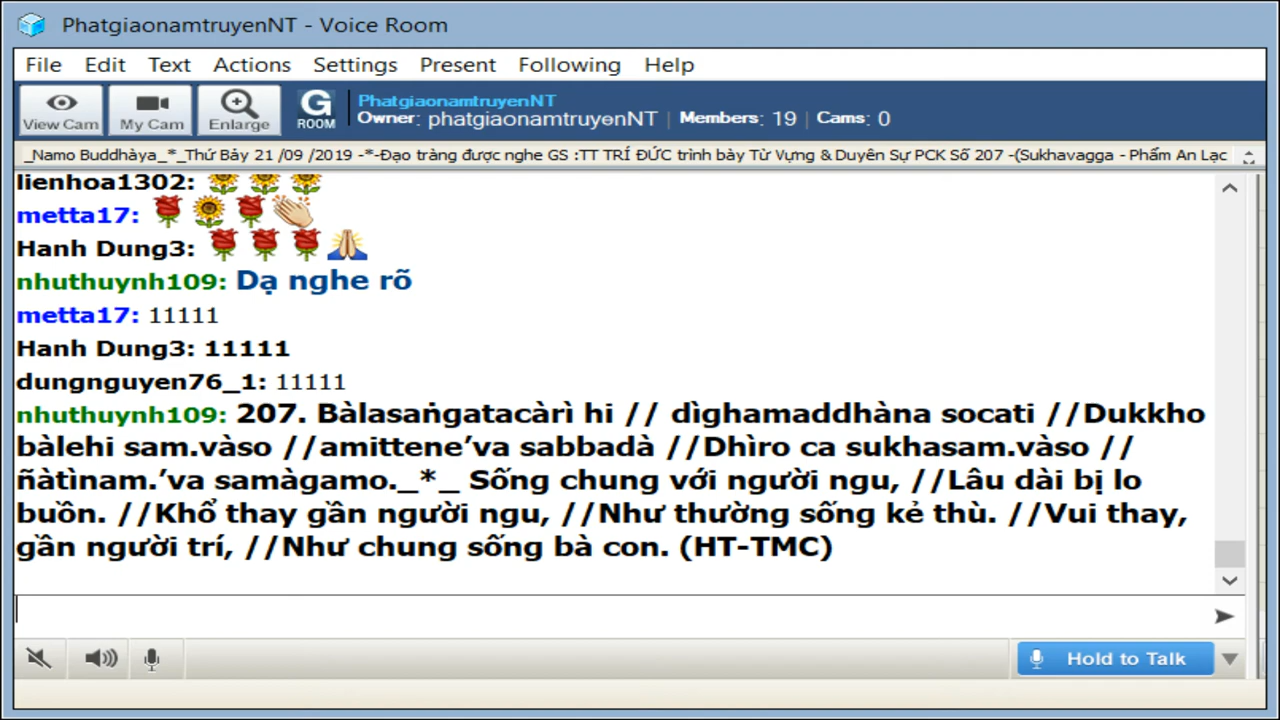 PhatgiaonamtruyenNT - Voice Room
File Edit Text Actions Settings Present Following Help
View Cam My Cam Enlarge G ROOM PhatgiaonamtruyenNT
Owner: phatgiaonamtruyenNT | Members: 19 | Cams: 0
_Namo Buddhàya_*_Thứ Bảy 21 /09 /2019 -*-Đạo tràng được nghe GS :TT TRÍ ĐỨC trình bày Từ Vựng & Duyên Sự PCK Số 207 -(Sukhavagga - Phẩm An Lạc
lienhoa1302:
metta17:
Hanh Dung3:
nhuthuynh109: Dạ nghe rõ
metta17: 11111
Hanh Dung3: 11111
dungnguyen76_1: 11111
nhuthuynh109: 207. Bàlasaṅgatacàrì hi // dìghamaddhàna socati //Dukkho
bàlehi sam.vàso //amittene’va sabbadà //Dhìro ca sukhasam.vàso //
ñàtìnam.’va samàgamo._*_ Sống chung với người ngu, //Lâu dài bị lo
buồn. //Khổ thay gần người ngu, //Như thường sống kẻ thù. //Vui thay,
gần người trí, //Như chung sống bà con. (HT-TMC)
Hold to Talk